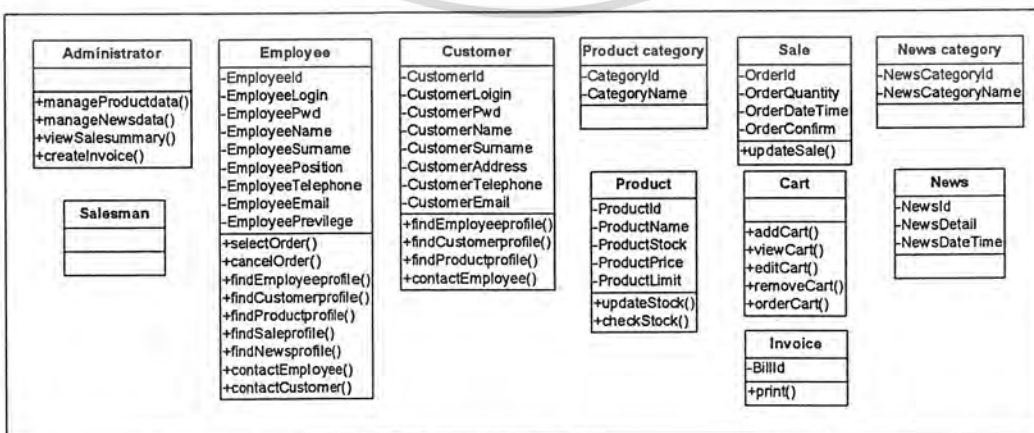 Administrator
+manageProductdata()
+manageNewsdata()
+viewSalesummary()
+createInvoice()
Salesman
Employee
-EmployeeId
-EmployeeLogin
-EmployeePwd
-EmployeeName
-EmployeeSurname
-EmployeePosition
-EmployeeTelephone
-EmployeeEmail
-EmployeePrevilege
+selectOrder()
+cancelOrder()
+findEmployeeprofile()
+findCustomerprofile()
+findProductprofile()
+findSaleprofile()
+findNewsprofile()
+contactEmployee()
+contactCustomer()
Customer
-CustomerId
-CustomerLoigin
-CustomerPwd
-CustomerName
-CustomerSurname
-CustomerAddress
-CustomerTelephone
-CustomerEmail
+findEmployeeprofile()
+findCustomerprofile()
+findProductprofile()
+contactEmployee()
Product category
-CategoryId
-CategoryName
Product
-ProductId
-ProductName
-ProductStock
-ProductPrice
-ProductLimit
+updateStock()
+checkStock()
Sale
-OrderId
-OrderQuantity
-OrderDateTime
-OrderConfirm
+updateSale()
Cart
+addCart()
+viewCart()
+editCart()
+removeCart()
+orderCart()
Invoice
-BillId
+print()
News category
-NewsCategoryId
-NewsCategoryName
News
-NewsId
-NewsDetail
-NewsDateTime